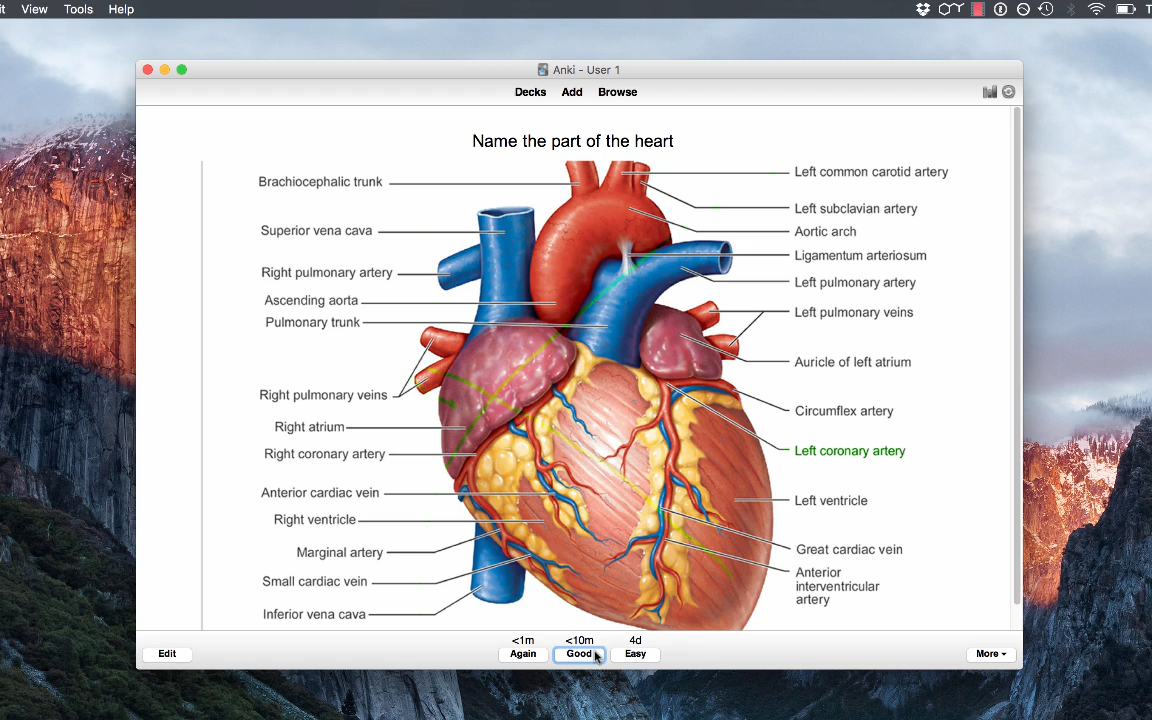 View Tools Help
Anki - User 1
Decks Add Browse
Name the part of the heart
Brachiocephalic trunk
Superior vena cava
Right pulmonary artery
Ascending aorta
Pulmonary trunk
Right pulmonary veins
Right atrium
Right coronary artery
Anterior cardiac vein
Right ventricle
Marginal artery
Small cardiac vein
Inferior vena cava
Left common carotid artery
Left subclavian artery
Aortic arch
Ligamentum arteriosum
Left pulmonary artery
Left pulmonary veins
Auricle of left atrium
Circumflex artery
Left coronary artery
Left ventricle
Great cardiac vein
Anterior
interventricular
artery
<1m <10m 4d
Edit Again Good Easy More